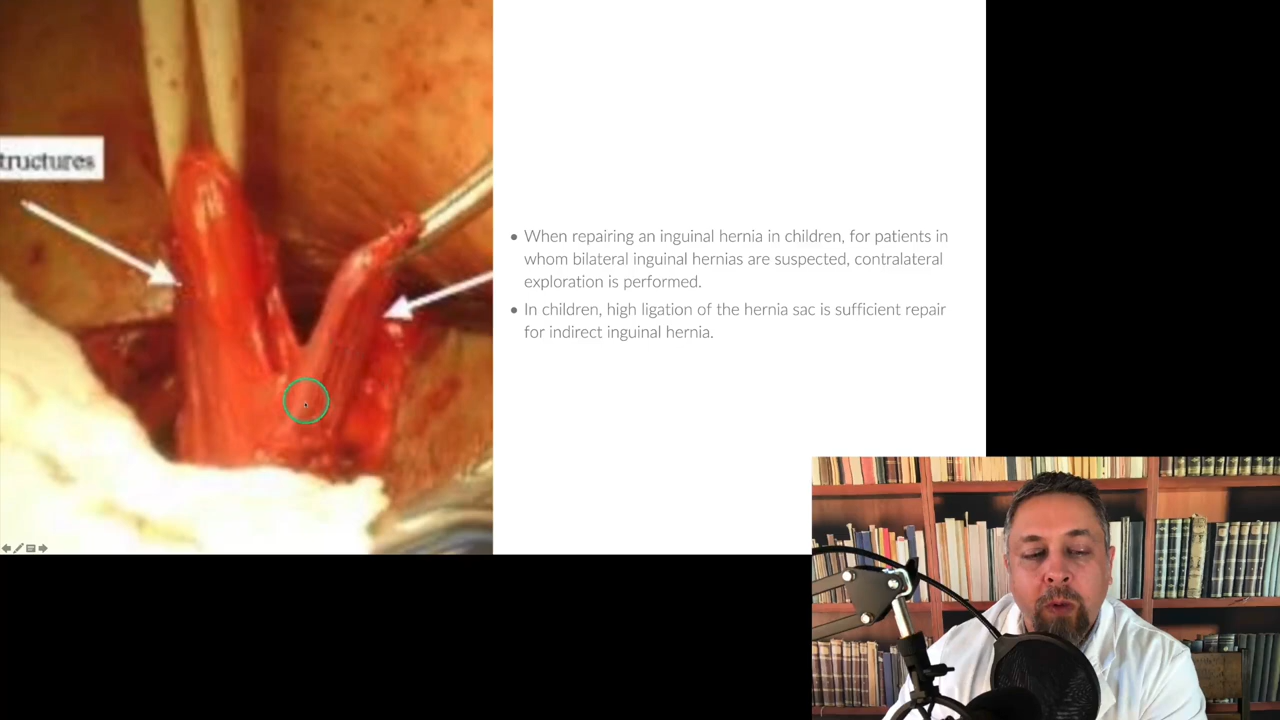 tructures
• When repairing an inguinal hernia in children, for patients in
whom bilateral inguinal hernias are suspected, contralateral
exploration is performed.
• In children, high ligation of the hernia sac is sufficient repair
for indirect inguinal hernia.